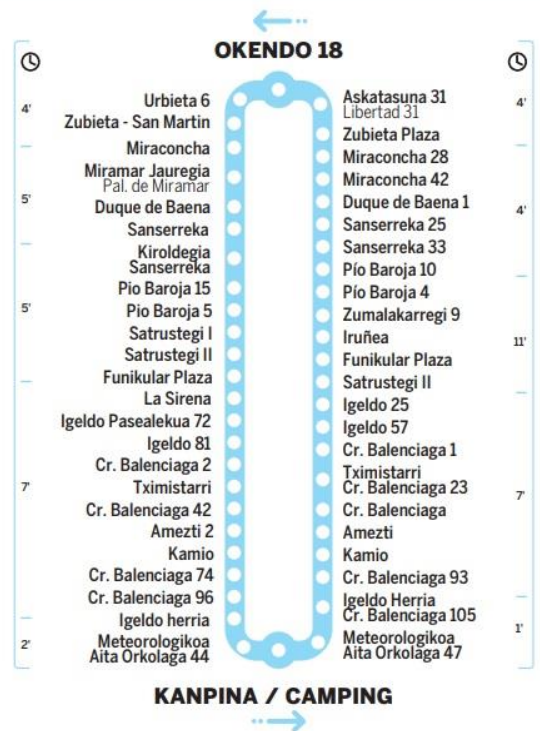 OKENDO 18
4'
5'
5'
7'
2'
Urbieta 6
Zubieta - San Martin
Miraconcha
Miramar Jauregia
Pal. de Miramar
Duque de Baena
Sanserreka
Kiroldegia
Sanserreka
Pio Baroja 15
Pio Baroja 5
Satrustegi I
Satrustegi II
Funikular Plaza
La Sirena
Igeldo Pasealekua 72
Igeldo 81
Cr. Balenciaga 2
Tximistarri
Cr. Balenciaga 42
Amezti 2
Kamio
Cr. Balenciaga 74
Cr. Balenciaga 96
Igeldo herria
Meteorologikoa
Aita Orkolaga 44
Askatasuna 31
Libertad 31
Zubieta Plaza
Miraconcha 28
Miraconcha 42
Duque de Baena 1
Sanserreka 25
Sanserreka 33
Pío Baroja 10
Pío Baroja 4
Zumalakarregi 9
Iruñea
Funikular Plaza
Satrustegi II
Igeldo 25
Igeldo 57
Cr. Balenciaga 1
Tximistarri
Cr. Balenciaga 23
Cr. Balenciaga
Amezti
Kamio
Cr. Balenciaga 93
Igeldo Herria
Cr. Balenciaga 105
Meteorologikoa
Aita Orkolaga 47
4'
4'
11'
7'
1'
KANPINA / CAMPING